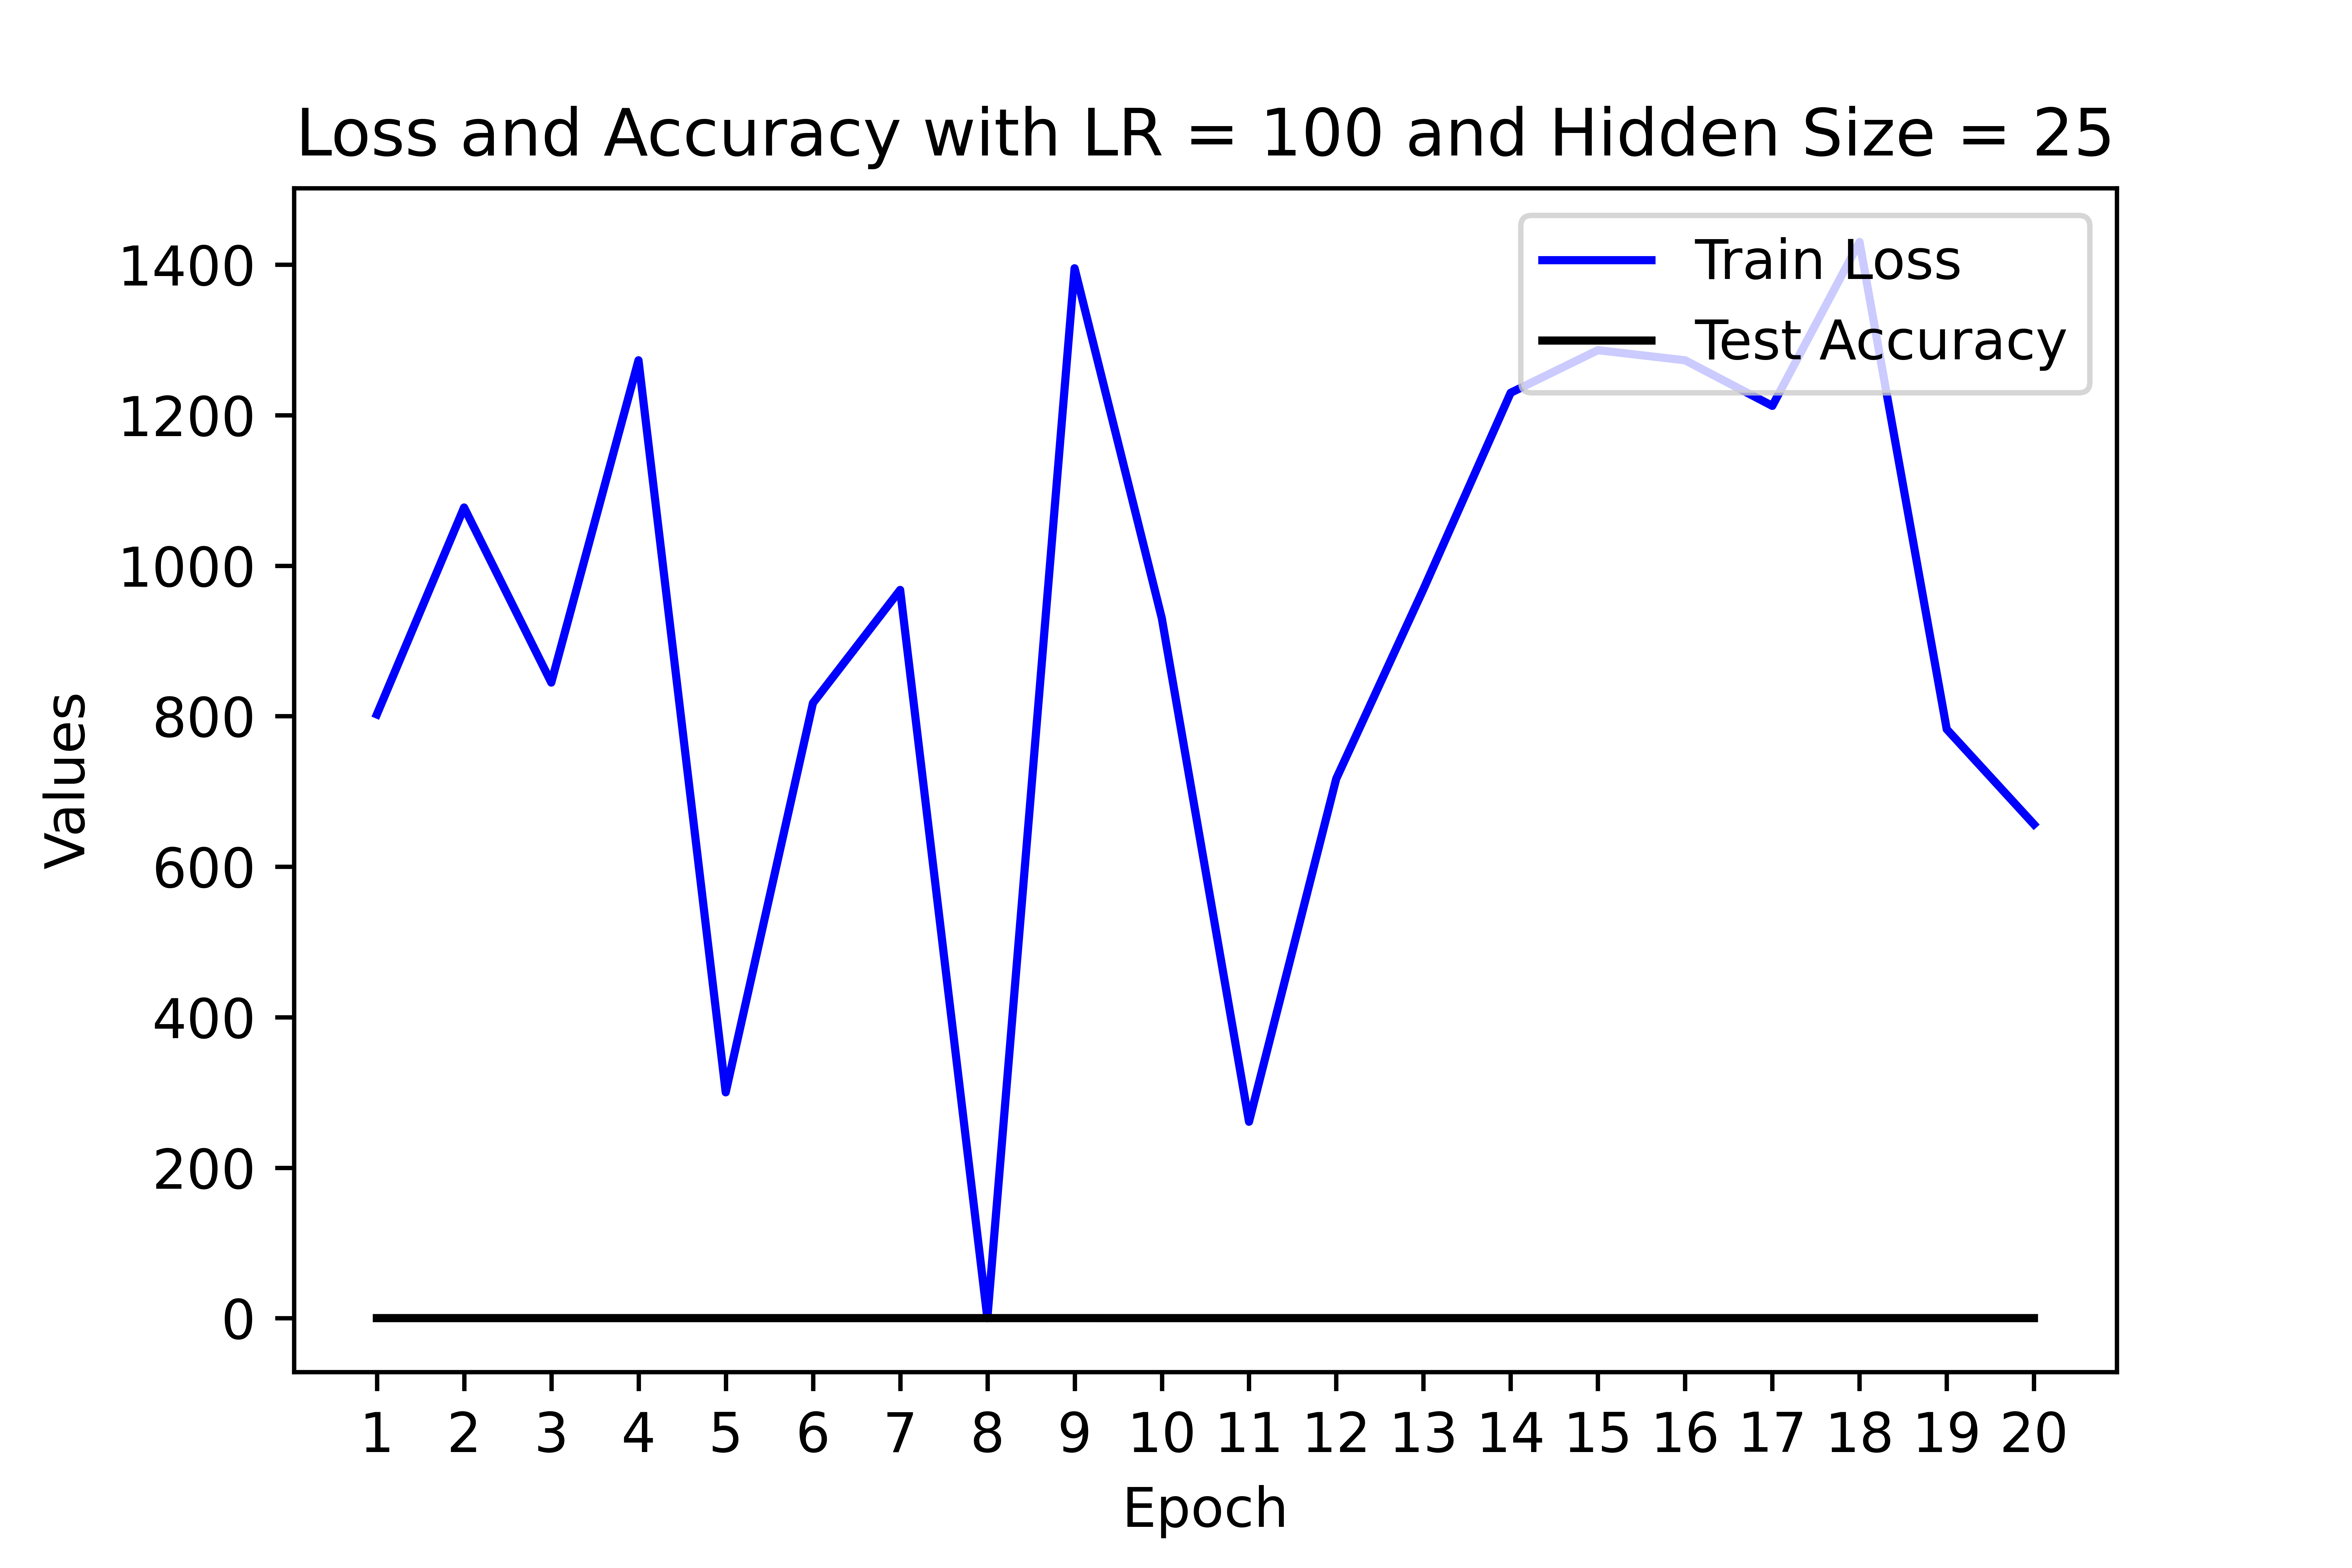 Loss and Accuracy with LR = 100 and Hidden Size = 25
Train Loss
Test Accuracy
1400
1200
1000
800
600
400
200
0
Values
1 2 3 4 5 6 7 8 9 10 11 12 13 14 15 16 17 18 19 20
Epoch